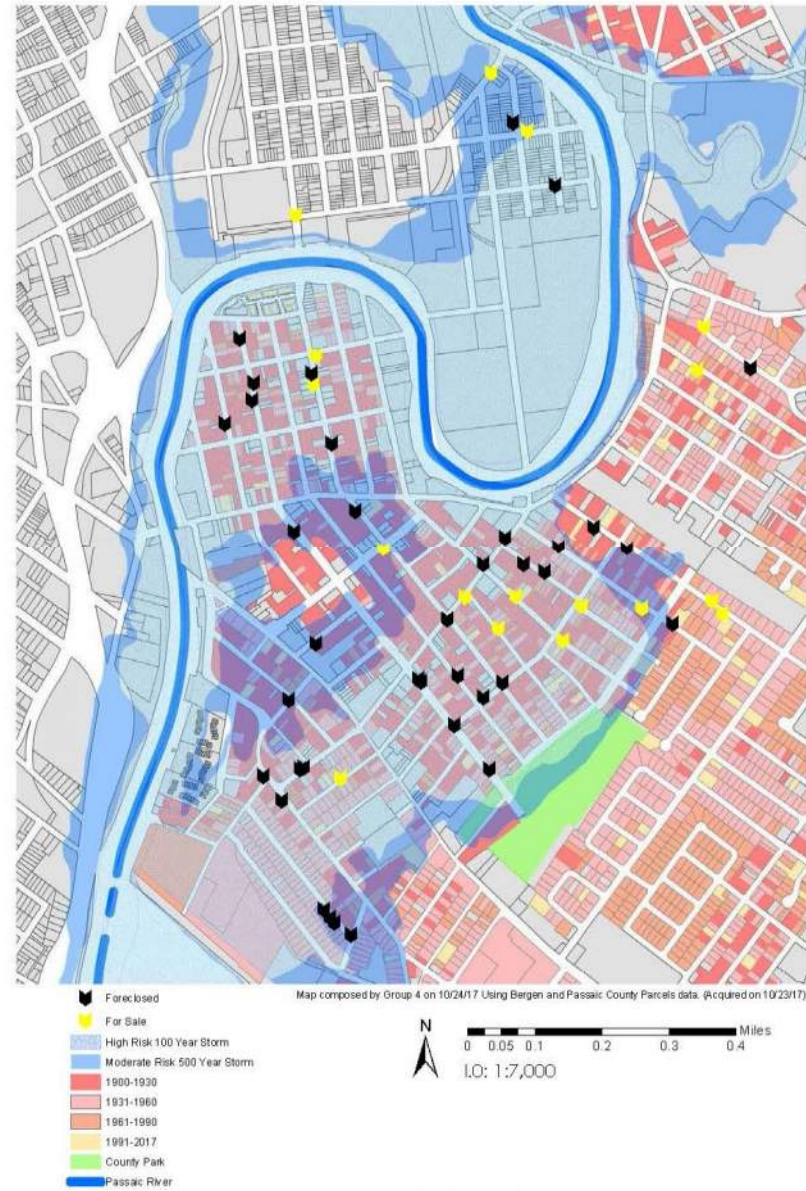 Foreclosed
Map composed by Group 4 on 10/24/17 Using Bergen and Passaic County Parcels data. (Acquired on 10/23/17)
For Sale
High Risk 100 Year Storm
Moderate Risk 500 Year Storm
1900-1930
1931-1960
1961-1990
1991-2017
County Park
Passaic River
N
Miles
0 0.05 0.1 0.2 0.3 0.4
I.O: 1:7,000